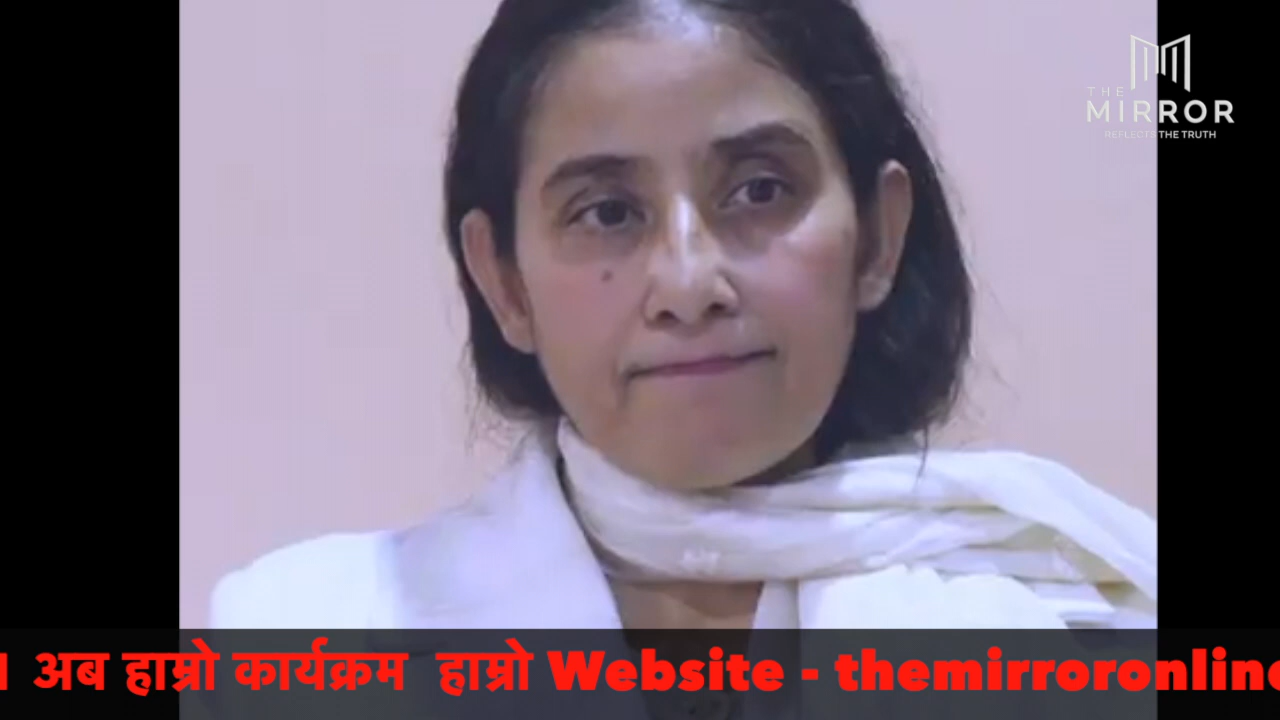 THE
MIRROR
REFLECTS THE TRUTH
अब हाम्रो कार्यक्रम हाम्रो Website - themirroronline